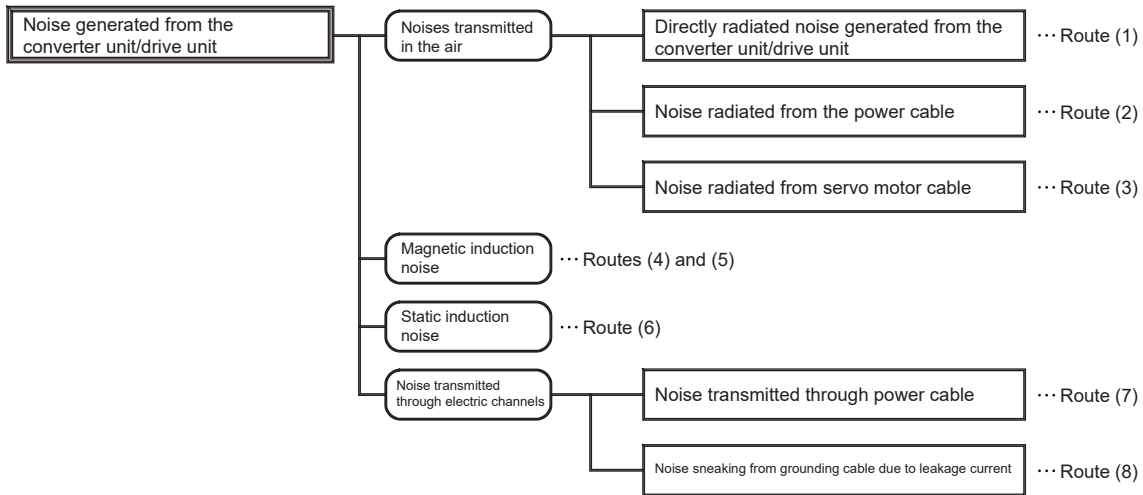 Noise generated from the
converter unit/drive unit
Noises transmitted
in the air
Directly radiated noise generated from the
converter unit/drive unit
··· Route (1)
Noise radiated from the power cable
··· Route (2)
Noise radiated from servo motor cable
··· Route (3)
Magnetic induction
noise
··· Routes (4) and (5)
Static induction
noise
··· Route (6)
Noise transmitted
through electric channels
Noise transmitted through power cable
··· Route (7)
Noise sneaking from grounding cable due to leakage current
··· Route (8)